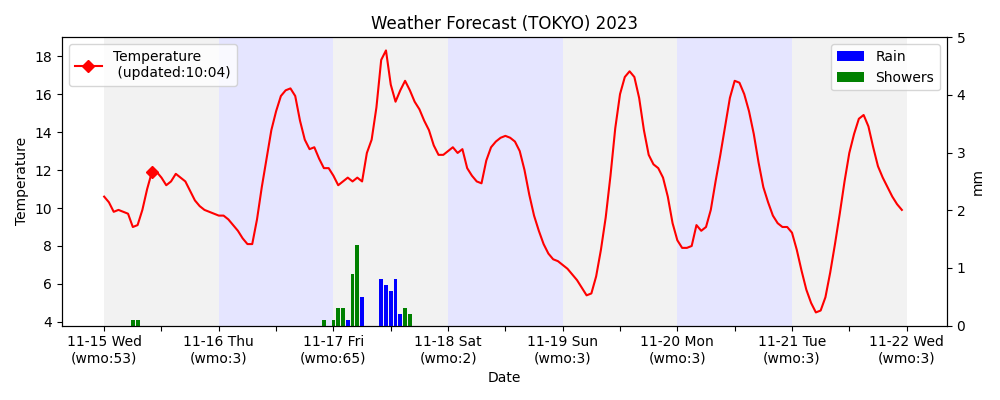 Weather Forecast (TOKYO) 2023
Temperature
(updated:10:04)
Rain
Showers
Temperature
18
16
14
12
10
8
6
4
5
4
3
2
1
0
mm
11-15 Wed
(wmo:53)
11-16 Thu
(wmo:3)
11-17 Fri
(wmo:65)
11-18 Sat
(wmo:2)
11-19 Sun
(wmo:3)
11-20 Mon
(wmo:3)
11-21 Tue
(wmo:3)
11-22 Wed
(wmo:3)
Date